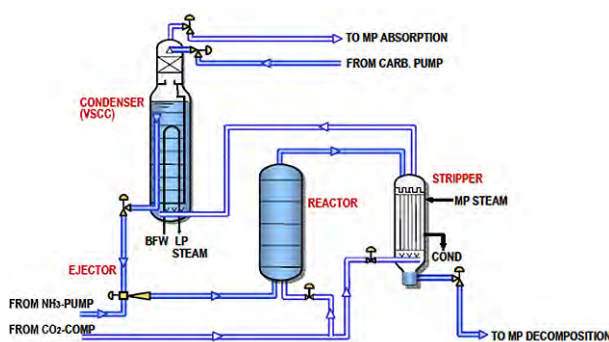 TO MP ABSORPTION
FROM CARB. PUMP
CONDENSER
(VSCC)
STRIPPER
REACTOR
MP STEAM
BFW
LP
STEAM
COND
EJECTOR
FROM NH3-PUMP
FROM CO2-COMP
TO MP DECOMPOSITION